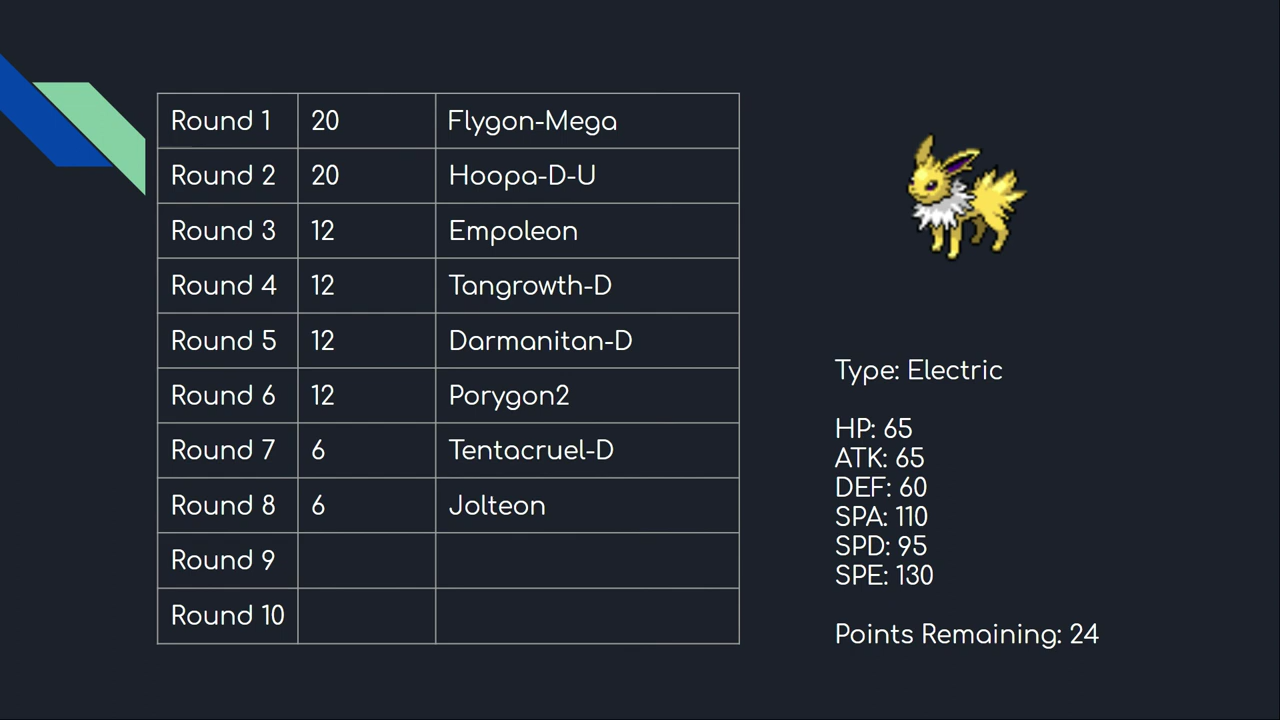 Round 1 20 Flygon-Mega
Round 2 20 Hoopa-D-U
Round 3 12 Empoleon
Round 4 12 Tangrowth-D
Round 5 12 Darmanitan-D
Round 6 12 Porygon2
Round 7 6 Tentacruel-D
Round 8 6 Jolteon
Round 9
Round 10
Type: Electric
HP: 65
ATK: 65
DEF: 60
SPA: 110
SPD: 95
SPE: 130
Points Remaining: 24